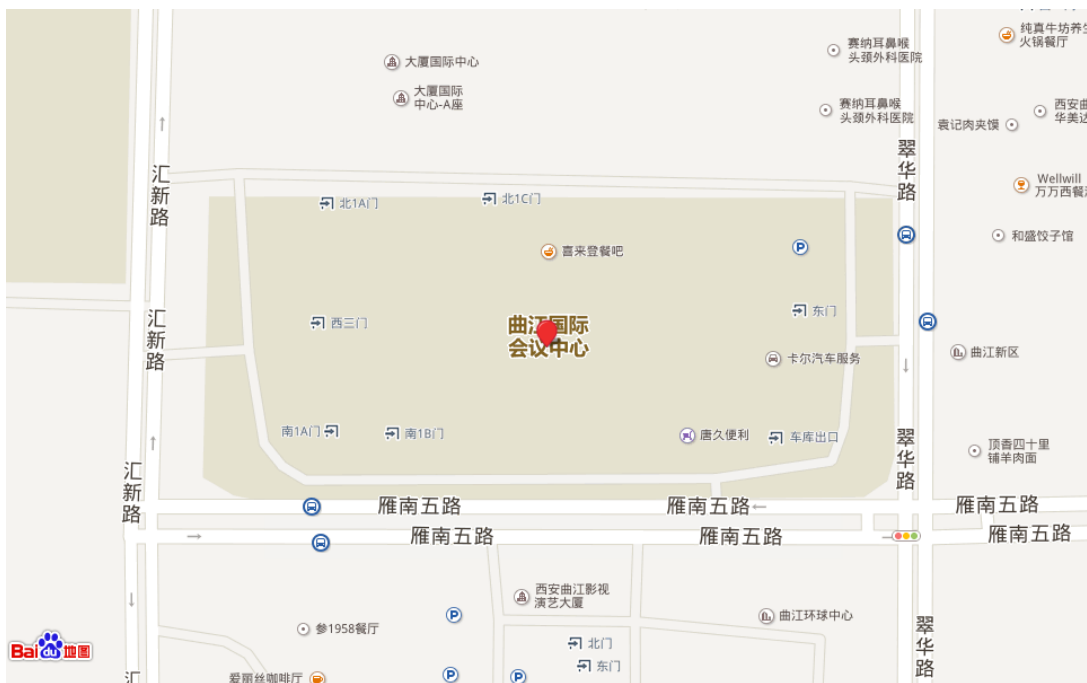 纯真牛坊养生
火锅餐厅
赛纳耳鼻喉
头颈外科医院
大厦国际中心
大厦国际
中心-A座
赛纳耳鼻喉
头颈外科医院
西安曲
华美达
袁记肉夹馍
翠华路
汇新路
Wellwill
万万西餐
北1A门
北1C门
和盛饺子馆
喜来登餐吧
P
东门
西三门
汇新路
曲江国际
会议中心
曲江新区
卡尔汽车服务
南1A门
南1B门
唐久便利
车库出口
翠华路
顶香四十里
铺羊肉面
汇新路
雁南五路
雁南五路
雁南五路
雁南五路
雁南五路
雁南五路
西安曲江影视
演艺大厦
P
曲江环球中心
参1958餐厅
翠华路
北门
东门
Bai du 地图
爱丽丝咖啡厅
P
P
汇